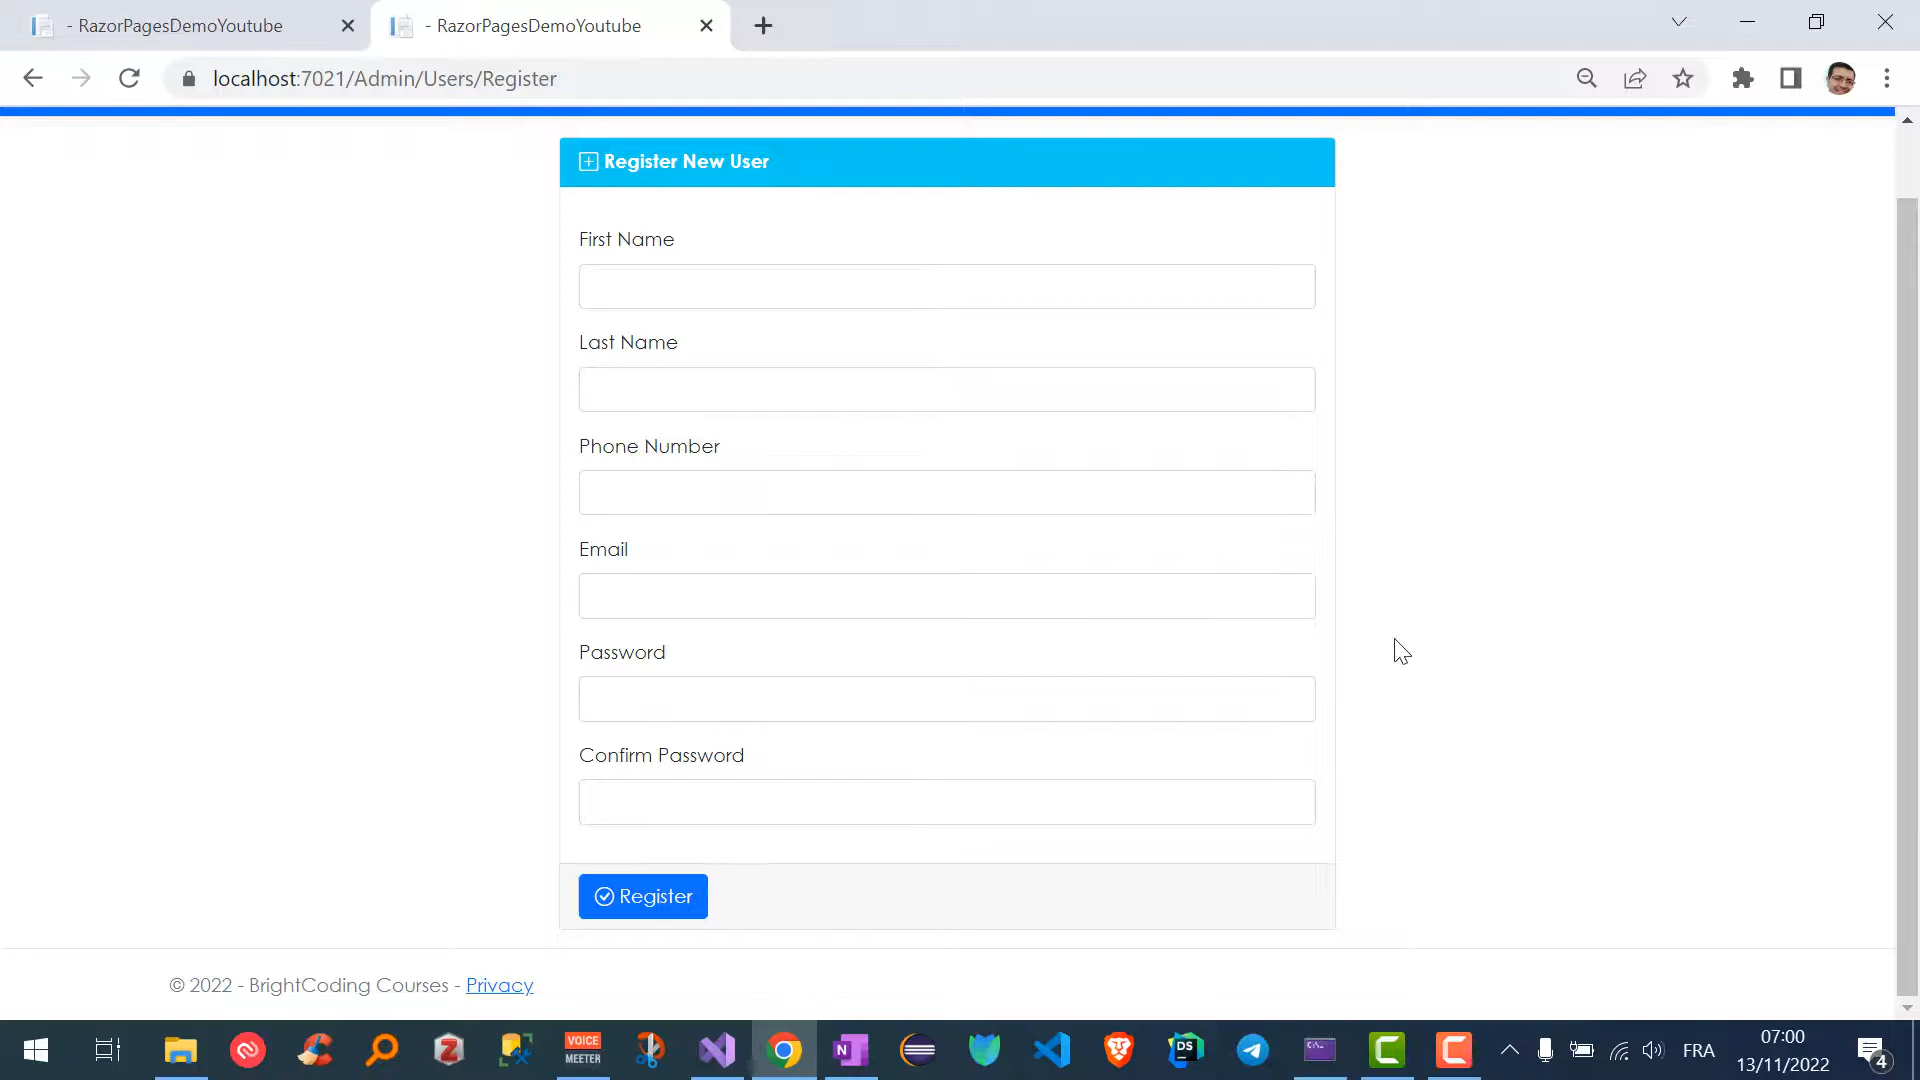 - RazorPagesDemoYoutube
- RazorPagesDemoYoutube
localhost:7021/Admin/Users/Register
Register New User
First Name
Last Name
Phone Number
Email
Password
Confirm Password
Register
© 2022 - BrightCoding Courses - Privacy
VOICE
MEETER
Z
N
DS
C
C
FRA
07:00
13/11/2022
4